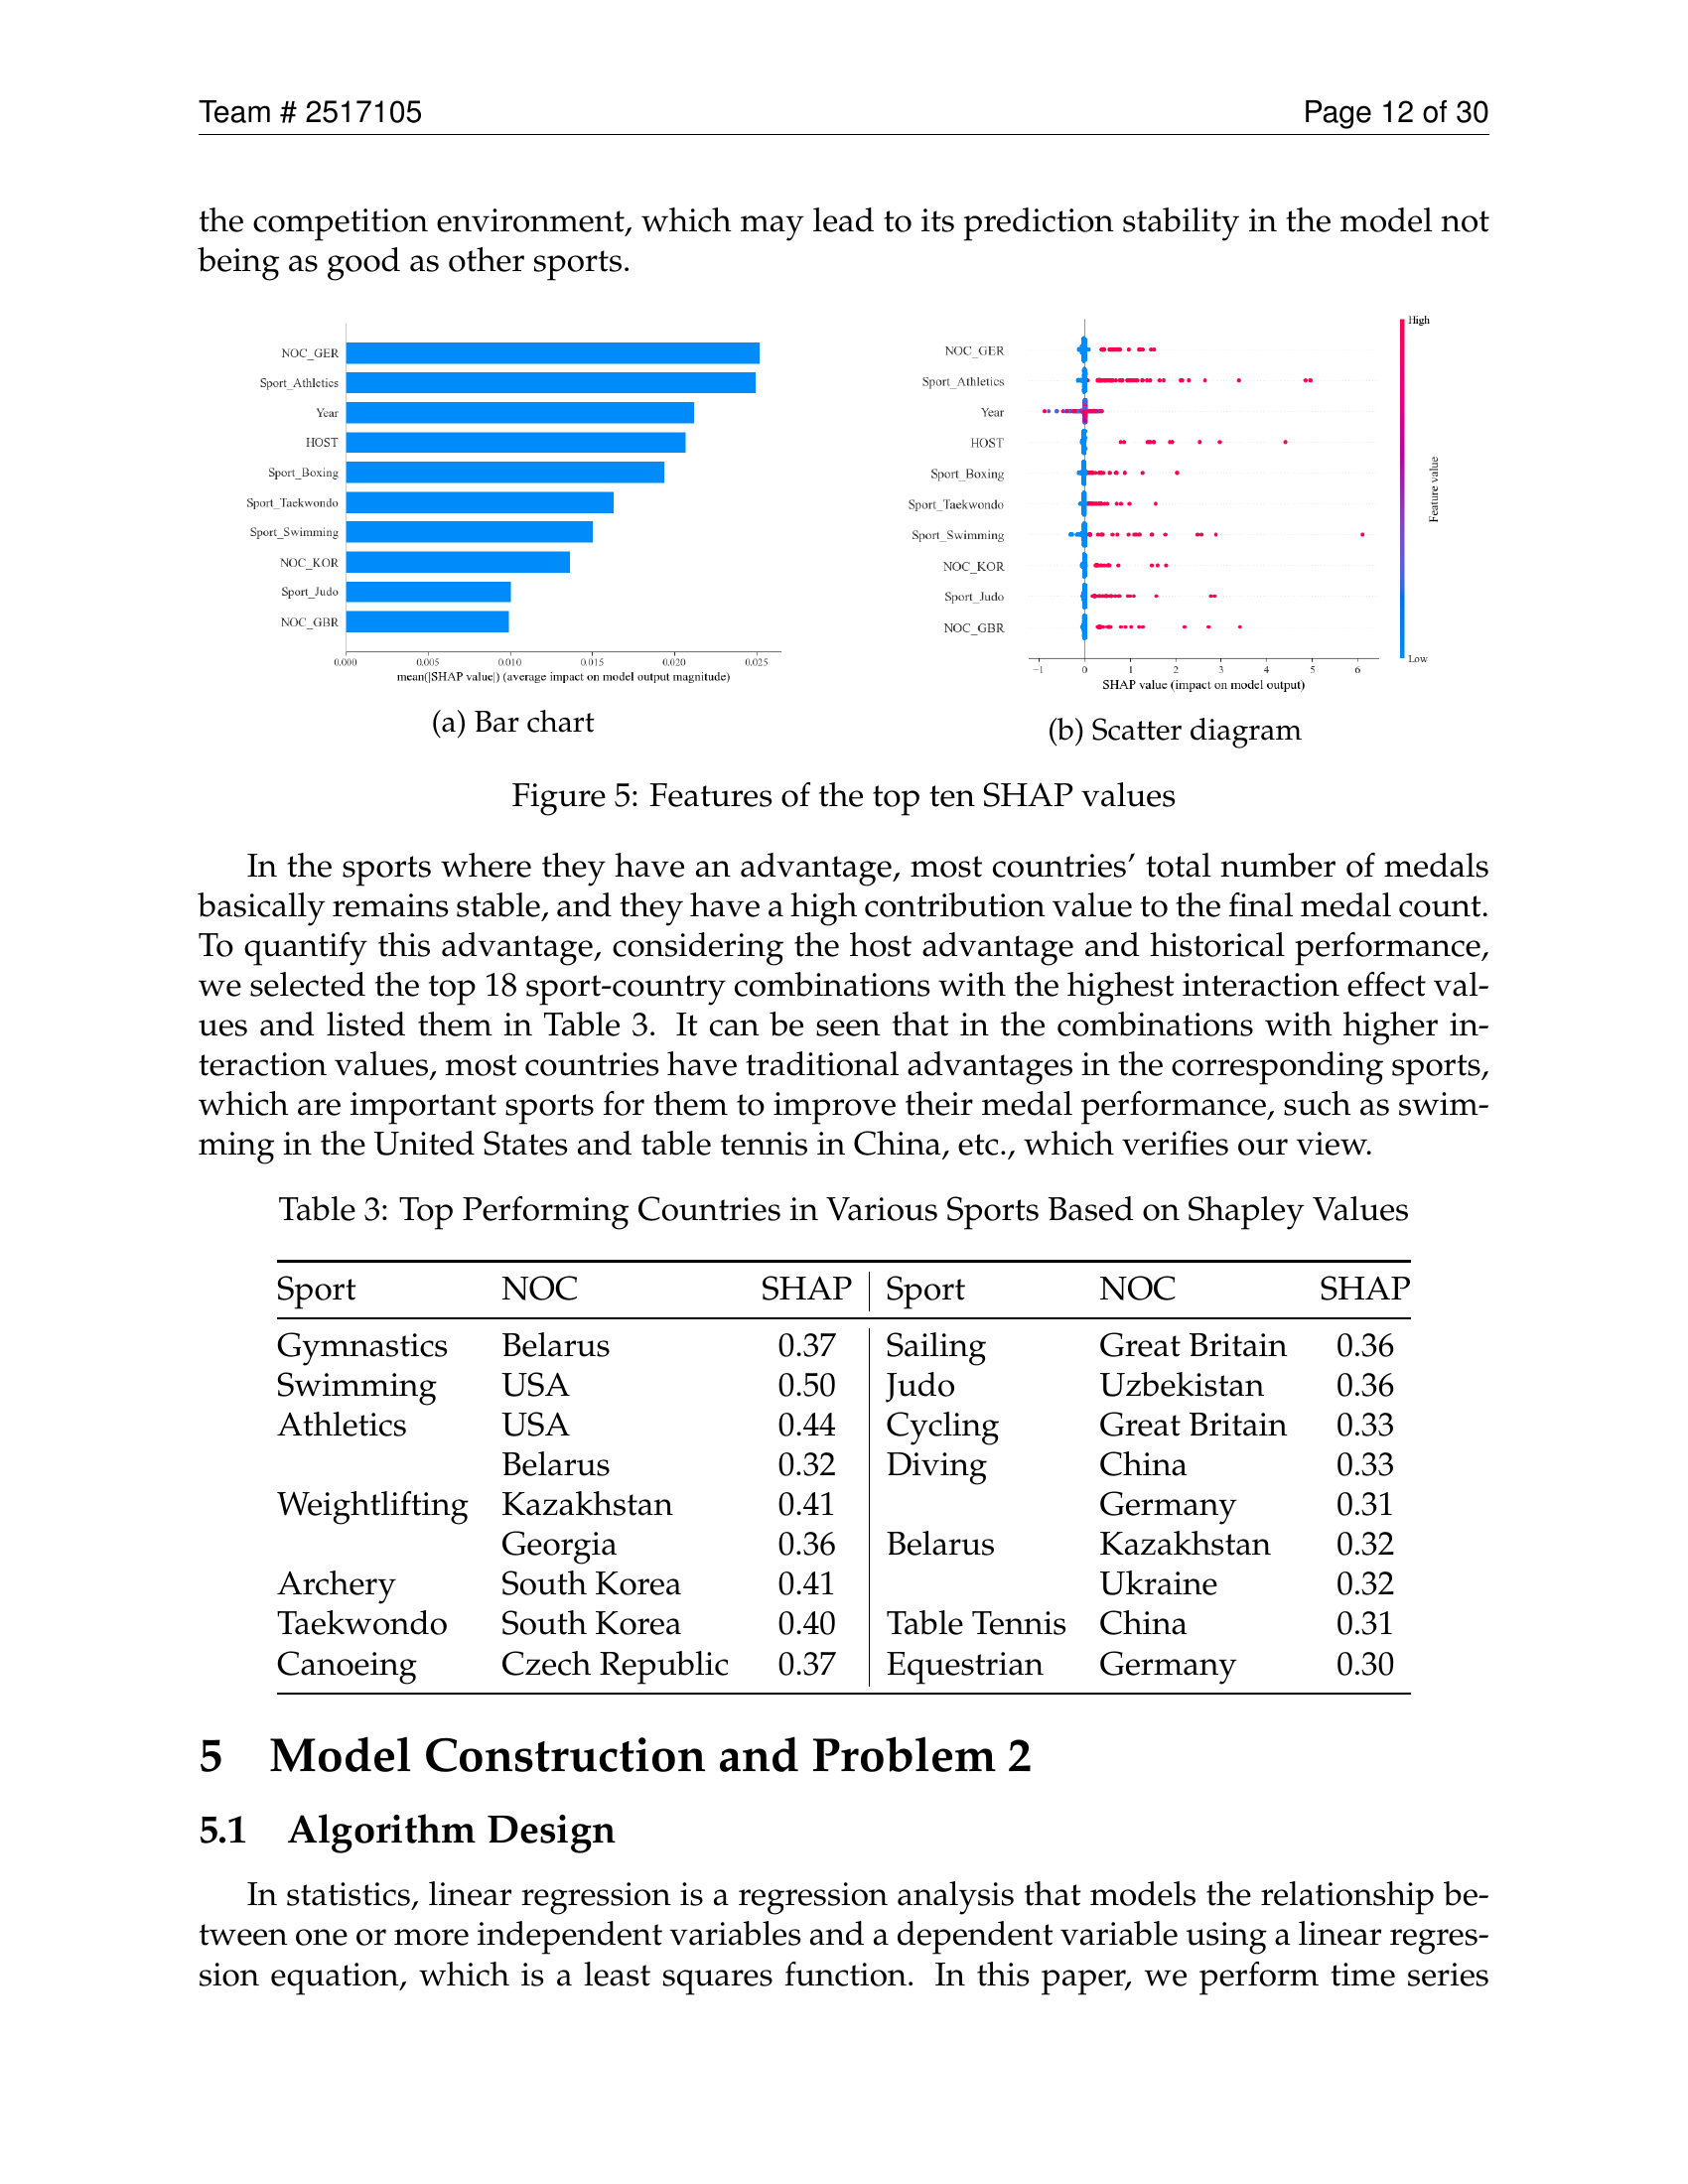 Team # 2517105 Page 12 of 30
the competition environment, which may lead to its prediction stability in the model not
being as good as other sports.
NOC_GER
Sport_Athletics
Year
HOST
Sport_Boxing
Sport_Taekwondo
Sport_Swimming
NOC_KOR
Sport_Judo
NOC_GBR
0.000 0.005 0.010 0.015 0.020 0.025
mean(|SHAP value|) (average impact on model output magnitude)
(a) Bar chart
High
NOC_GER
Sport_Athletics
Year
HOST
Sport_Boxing
Sport_Taekwondo
Sport_Swimming
NOC_KOR
Sport_Judo
NOC_GBR
Feature value
Low
−1 0 1 2 3 4 5 6
SHAP value (impact on model output)
(b) Scatter diagram
Figure 5: Features of the top ten SHAP values
In the sports where they have an advantage, most countries’ total number of medals
basically remains stable, and they have a high contribution value to the final medal count.
To quantify this advantage, considering the host advantage and historical performance,
we selected the top 18 sport-country combinations with the highest interaction effect val-
ues and listed them in Table 3. It can be seen that in the combinations with higher in-
teraction values, most countries have traditional advantages in the corresponding sports,
which are important sports for them to improve their medal performance, such as swim-
ming in the United States and table tennis in China, etc., which verifies our view.
Table 3: Top Performing Countries in Various Sports Based on Shapley Values
Sport NOC SHAP Sport NOC SHAP
Gymnastics Belarus 0.37 Sailing Great Britain 0.36
Swimming USA 0.50 Judo Uzbekistan 0.36
Athletics USA 0.44 Cycling Great Britain 0.33
Belarus 0.32 Diving China 0.33
Weightlifting Kazakhstan 0.41 Germany 0.31
Georgia 0.36 Belarus Kazakhstan 0.32
Archery South Korea 0.41 Ukraine 0.32
Taekwondo South Korea 0.40 Table Tennis China 0.31
Canoeing Czech Republic 0.37 Equestrian Germany 0.30
5 Model Construction and Problem 2
5.1 Algorithm Design
In statistics, linear regression is a regression analysis that models the relationship be-
tween one or more independent variables and a dependent variable using a linear regres-
sion equation, which is a least squares function. In this paper, we perform time series